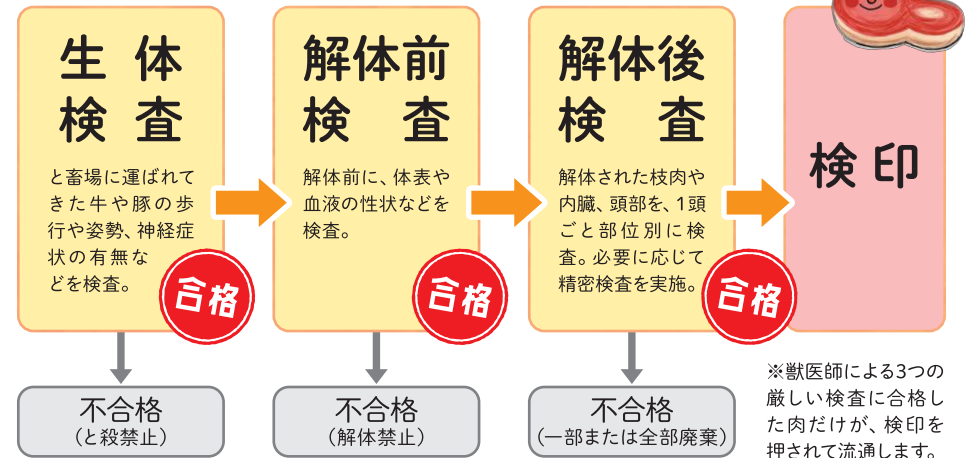 生体
検査
と畜場に運ばれて
きた牛や豚の歩
行や姿勢、神経症
状の有無な
どを検査。
合格
不合格
(と殺禁止)
解体前
検査
解体前に、体表や
血液の性状などを
検査。
合格
不合格
(解体禁止)
解体後
検査
解体された枝肉や
内臓、頭部を、1頭
ごと部位別に検
査。必要に応じて
精密検査を実施。
合格
不合格
(一部または全部廃棄)
検印
※獣医師による3つの
厳しい検査に合格し
た肉だけが、検印を
押されて流通します。